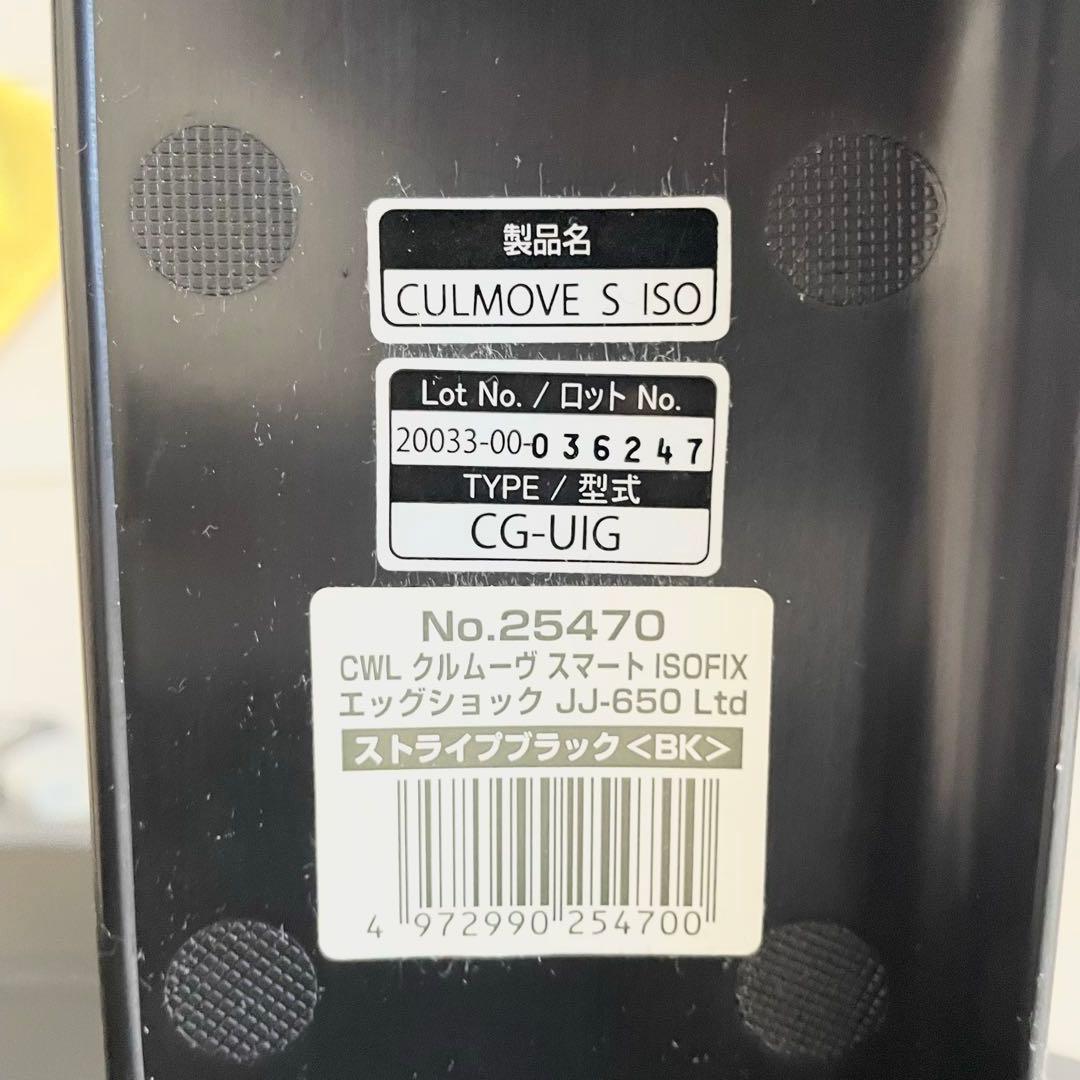 製品名
CULMOVE S ISO
Lot No. / ロット No.
20033-00-036247
TYPE / 型式
CG-UIG
No.25470
CWL クルムーヴ スマート ISOFIX
エッグショック JJ-650 Ltd
ストライプブラック<BK>
4 972990 254700